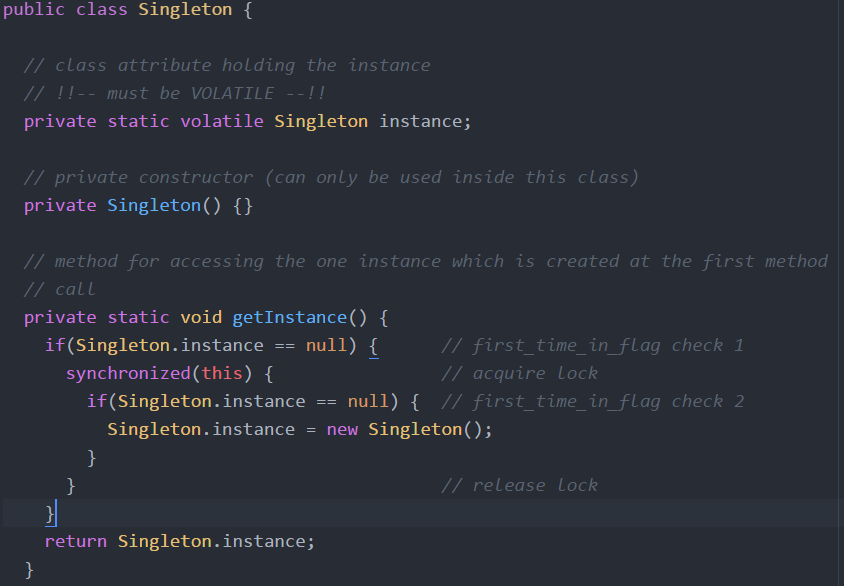 public class Singleton {
// class attribute holding the instance
// !!-- must be VOLATILE --!!
private static volatile Singleton instance;
// private constructor (can only be used inside this class)
private Singleton() {}
// method for accessing the one instance which is created at the first method
// call
private static void getInstance() {
if(Singleton.instance == null) { // first_time_in_flag check 1
synchronized(this) { // acquire lock
if(Singleton.instance == null) { // first_time_in_flag check 2
Singleton.instance = new Singleton();
}
} // release lock
}
return Singleton.instance;
}